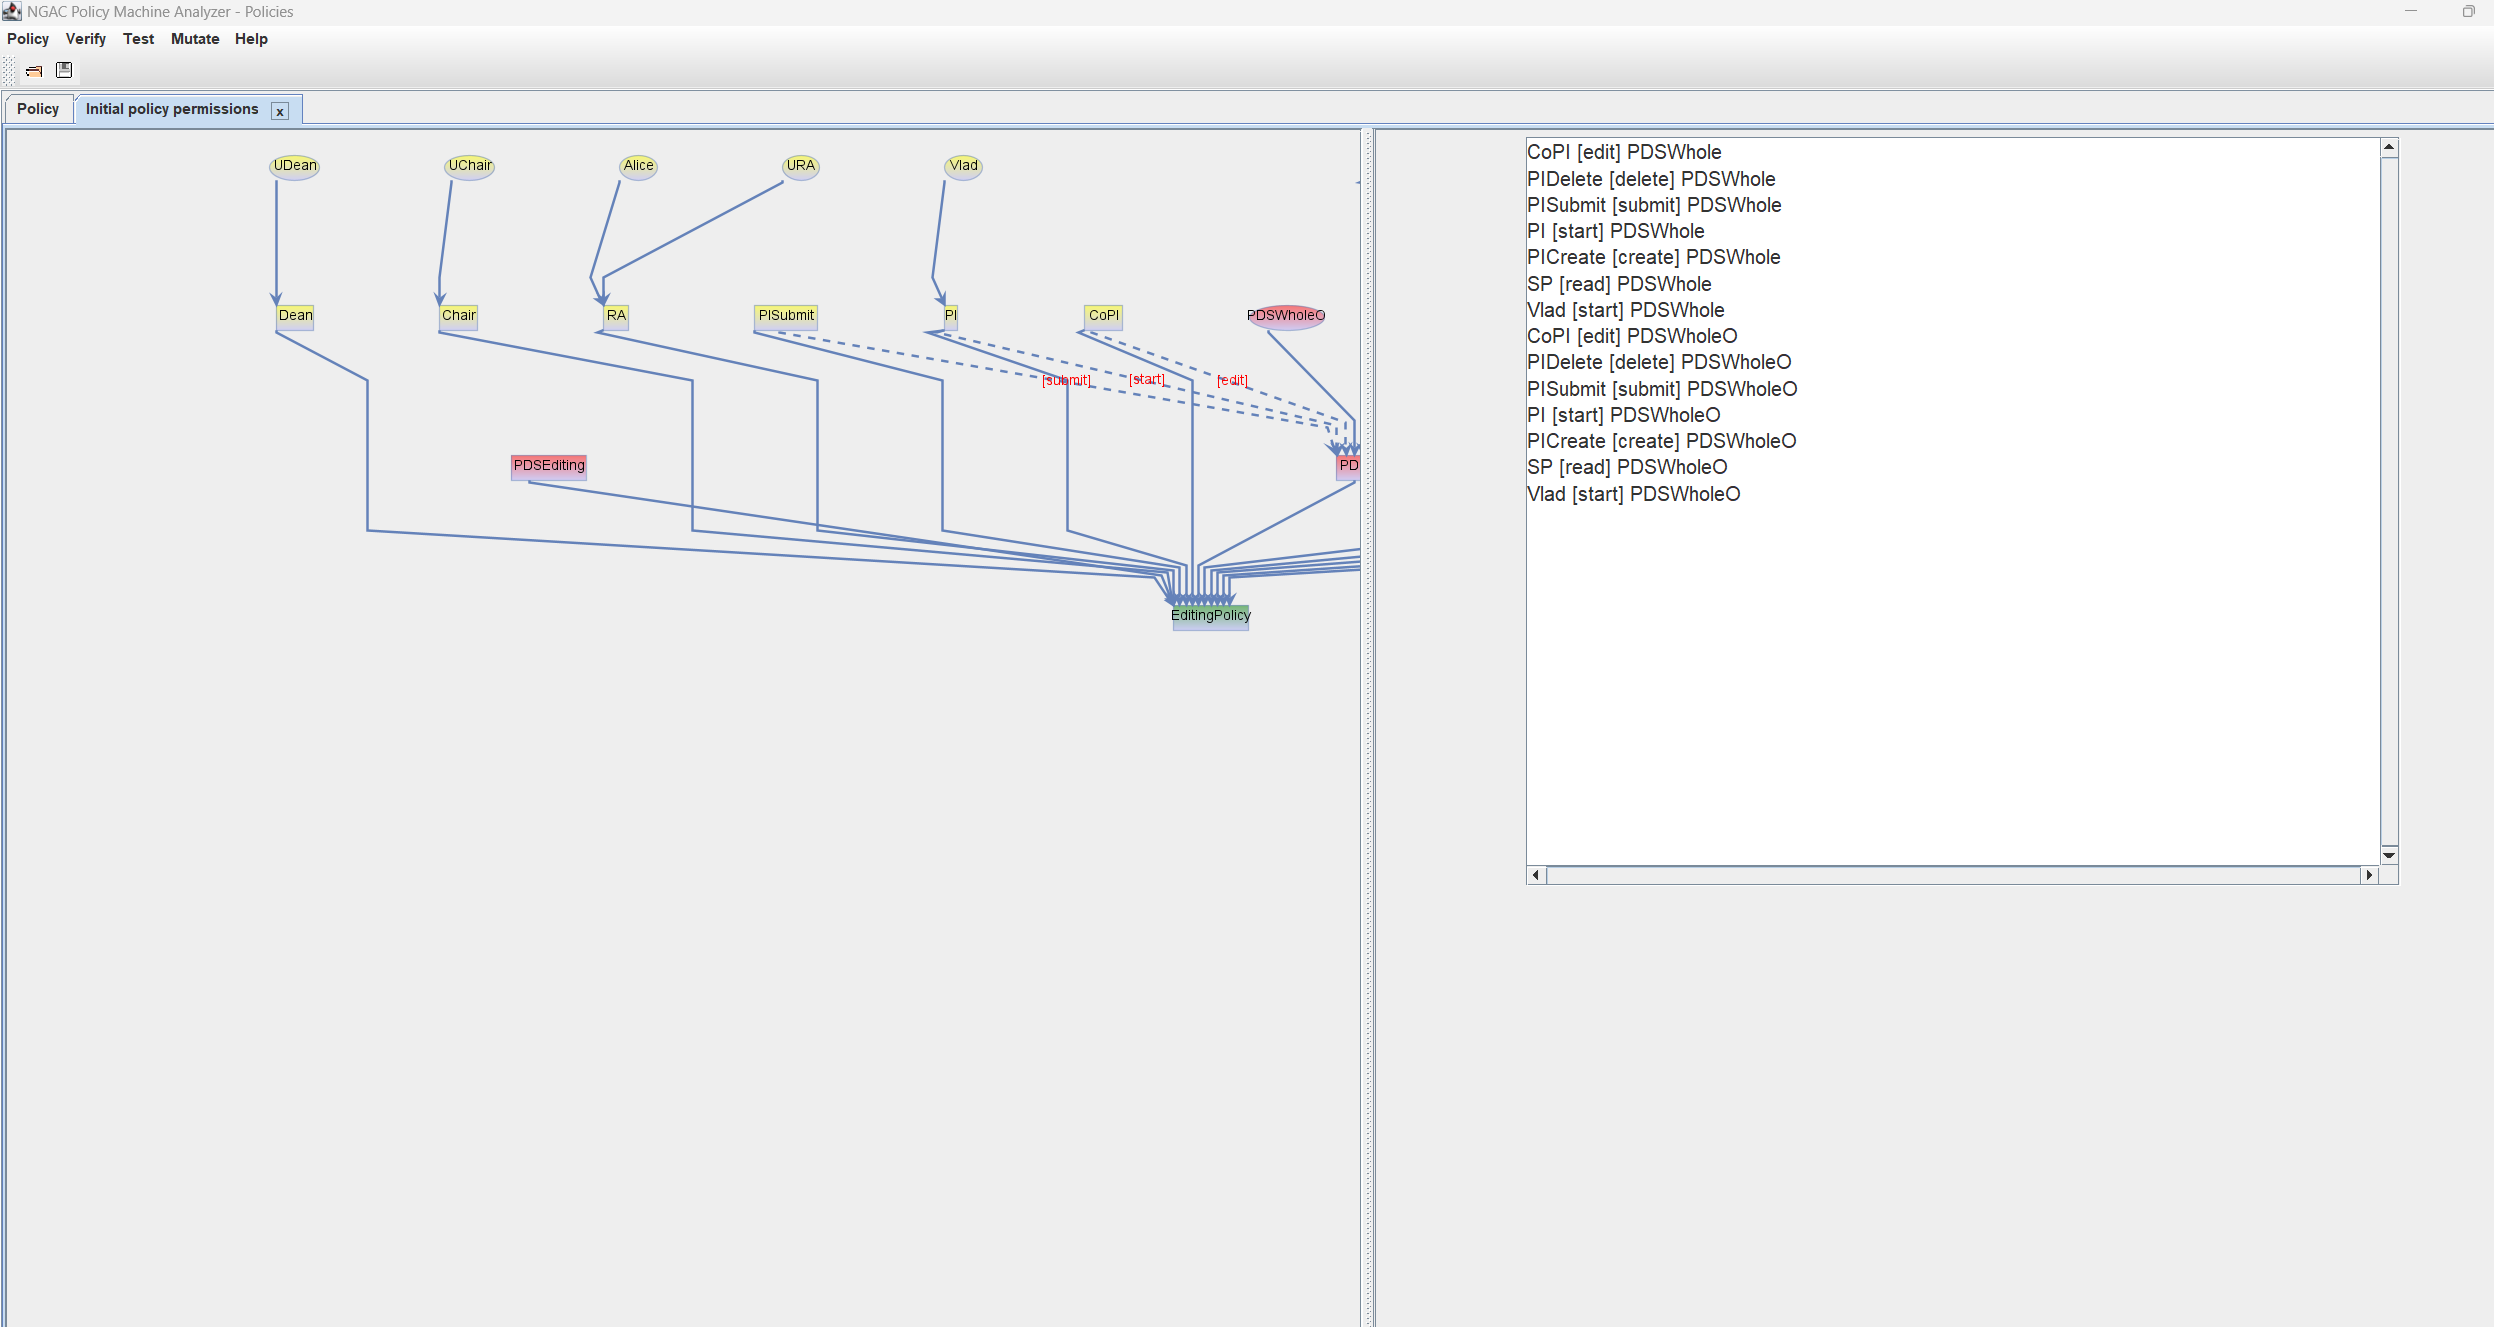 NGAC Policy Machine Analyzer - Policies
Policy Verify Test Mutate Help
Policy Initial policy permissions x
UDean UChair Alice URA Vlad
Dean Chair RA PISubmit PI CoPI PDSWholeO
[submit] [start] [edit]
PDSEditing PD
EditingPolicy
CoPI [edit] PDSWhole
PIDelete [delete] PDSWhole
PISubmit [submit] PDSWhole
PI [start] PDSWhole
PICreate [create] PDSWhole
SP [read] PDSWhole
Vlad [start] PDSWhole
CoPI [edit] PDSWholeO
PIDelete [delete] PDSWholeO
PISubmit [submit] PDSWholeO
PI [start] PDSWholeO
PICreate [create] PDSWholeO
SP [read] PDSWholeO
Vlad [start] PDSWholeO